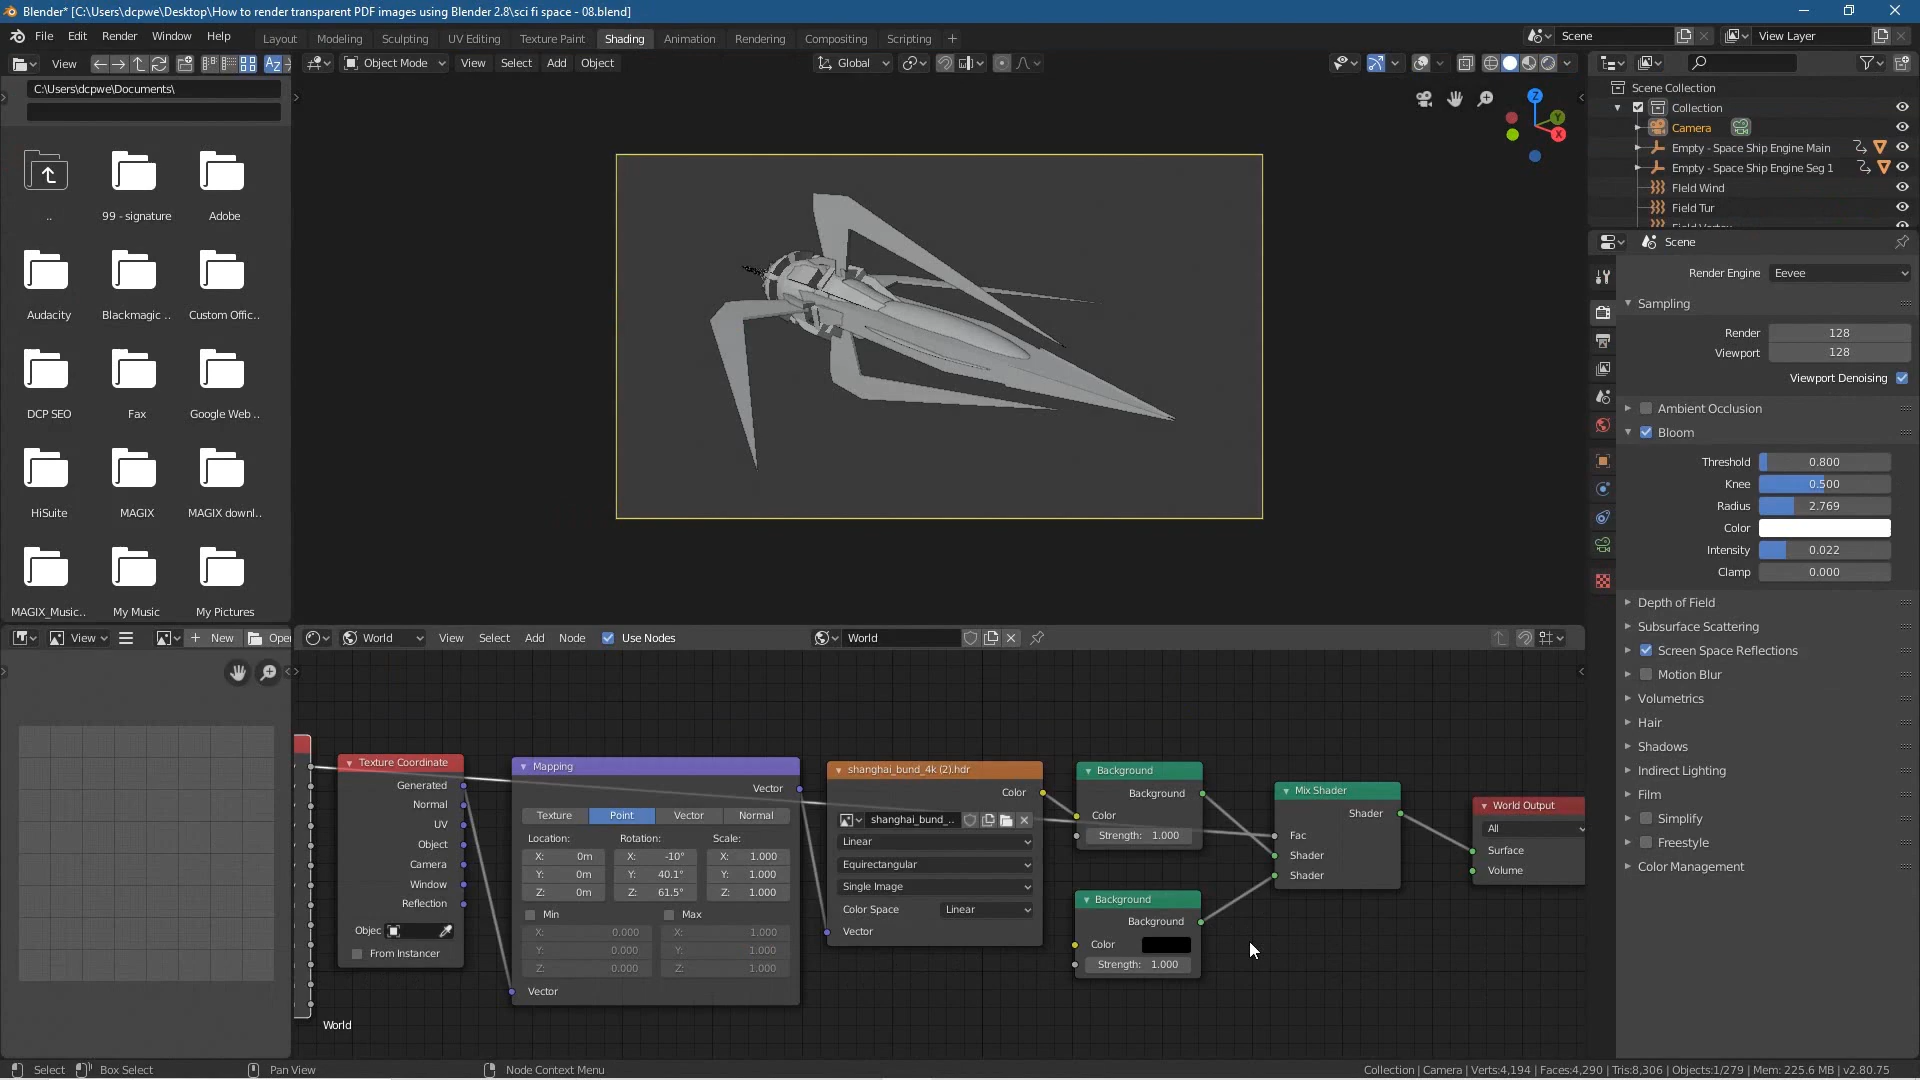 Blender* [C:\Users\dcpwe\Desktop\How to render transparent PDF images using Blender 2.8\sci fi space - 08.blend]
File Edit Render Window Help
Layout Modeling Sculpting UV Editing Texture Paint Shading Animation Rendering Compositing Scripting
Scene View Layer
View
Object Mode View Select Add Object Global
C:\Users\dcpwe\Documents\
..
99 - signature
Adobe
Audacity
Blackmagic ..
Custom Offic..
DCP SEO
Fax
Google Web ..
HiSuite
MAGIX
MAGIX downl..
MAGIX_Music..
My Music
My Pictures
Z
Y
X
Scene Collection
Collection
Camera
Empty - Space Ship Engine Main
Empty - Space Ship Engine Seg 1
FIeld Wind
Field Tur
Scene
Render Engine Eevee
Sampling
Render 128
Viewport 128
Viewport Denoising
Ambient Occlusion
Bloom
Threshold 0.800
Knee 0.500
Radius 2.769
Color
Intensity 0.022
Clamp 0.000
Depth of Field
Subsurface Scattering
Screen Space Reflections
Motion Blur
Volumetrics
Hair
Shadows
Indirect Lighting
Film
Simplify
Freestyle
Color Management
View New Open
World View Select Add Node Use Nodes World
Texture Coordinate
Generated
Normal
UV
Object
Camera
Window
Reflection
Objec
From Instancer
World
Mapping
Vector
Texture Point Vector Normal
Location: Rotation: Scale:
X: 0m X: -10° X: 1.000
Y: 0m Y: 40.1° Y: 1.000
Z: 0m Z: 61.5° Z: 1.000
Min Max
X: 0.000 X: 1.000
Y: 0.000 Y: 1.000
Z: 0.000 Z: 1.000
Vector
shanghai_bund_4k (2).hdr
Color
shanghai_bund_..
Linear
Equirectangular
Single Image
Color Space Linear
Vector
Background
Background
Color
Strength: 1.000
Background
Background
Color
Strength: 1.000
Mix Shader
Shader
Fac
Shader
Shader
World Output
All
Surface
Volume
Select Box Select Pan View Node Context Menu
Collection | Camera | Verts:4,194 | Faces:4,290 | Tris:8,306 | Objects:1/279 | Mem: 225.6 MB | v2.80.75